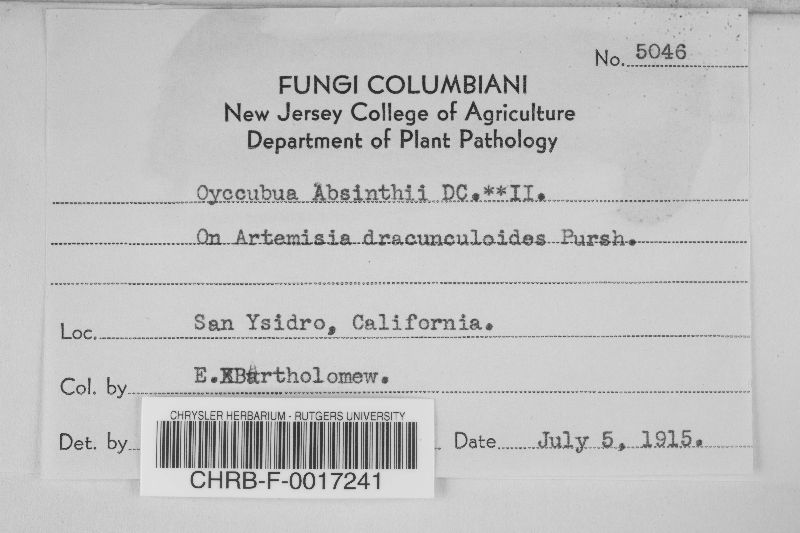 No. 5046
FUNGI COLUMBIANI
New Jersey College of Agriculture
Department of Plant Pathology
Oyccubua Absinthii DC.**II.
On Artemisia dracunculoides Pursh.
Loc. San Ysidro, California.
Col. by E. Bartholomew.
Det. by
Date July 5, 1915.
CHRYSLER HERBARIUM - RUTGERS UNIVERSITY
CHRB-F-0017241